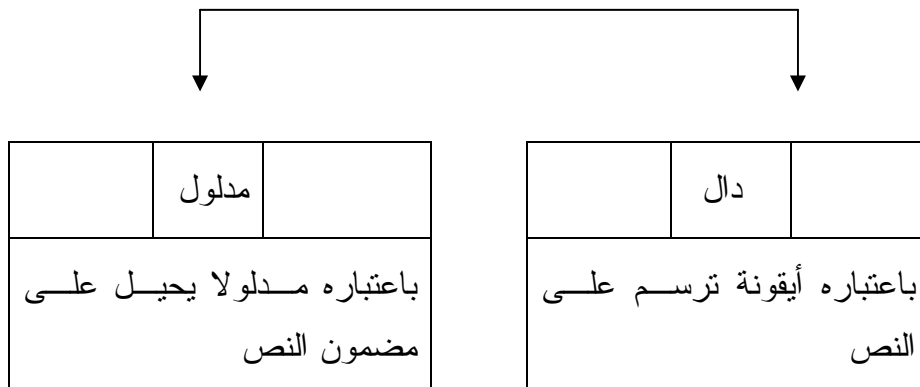 دال
باعتباره أيقونة ترسم على
النص
مدلول
باعتباره مدلولا يحيل على
مضمون النص